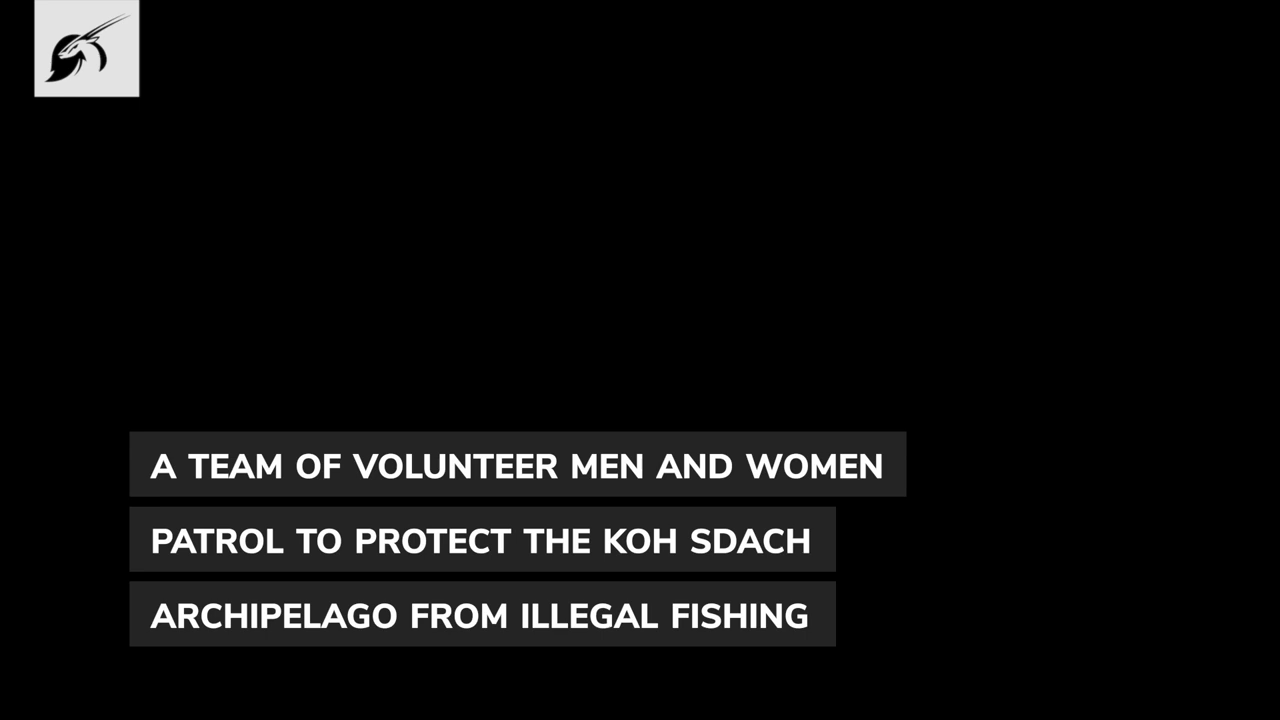 A TEAM OF VOLUNTEER MEN AND WOMEN
PATROL TO PROTECT THE KOH SDACH
ARCHIPELAGO FROM ILLEGAL FISHING